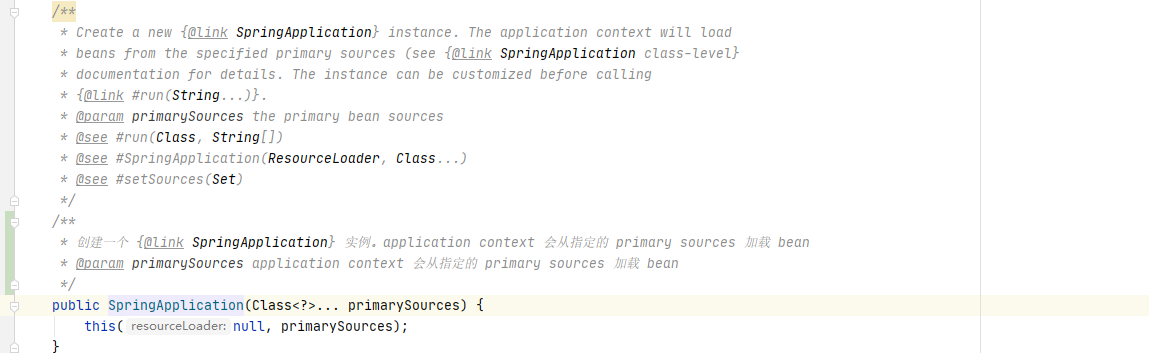 /**
* Create a new {@link SpringApplication} instance. The application context will load
* beans from the specified primary sources (see {@link SpringApplication class-level}
* documentation for details. The instance can be customized before calling
* {@link #run(String...)}.
* @param primarySources the primary bean sources
* @see #run(Class, String[])
* @see #SpringApplication(ResourceLoader, Class...)
* @see #setSources(Set)
*/
/**
* 创建一个 {@link SpringApplication} 实例。application context 会从指定的 primary sources 加载 bean
* @param primarySources application context 会从指定的 primary sources 加载 bean
*/
public SpringApplication(Class<?>... primarySources) {
this( resourceLoader: null, primarySources);
}